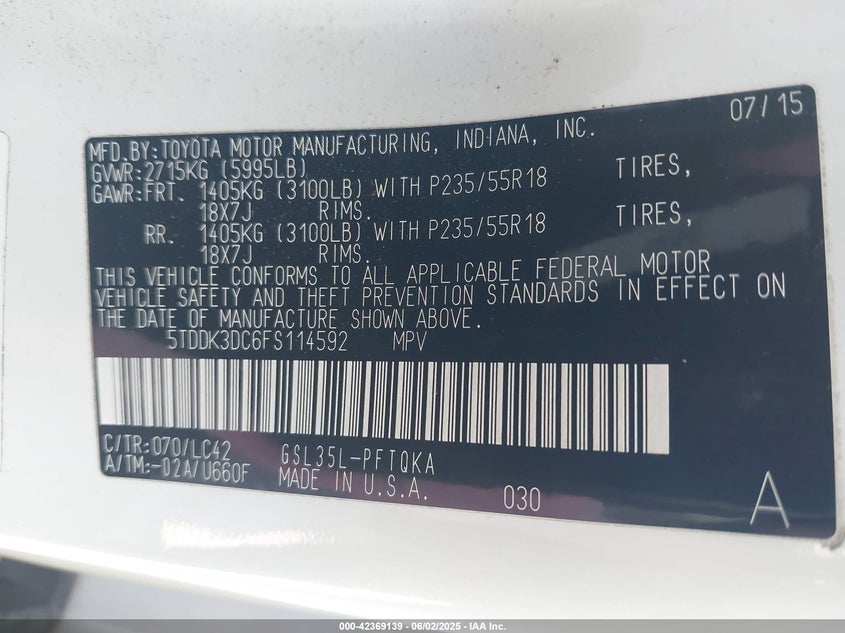 07/15
MFD.BY:TOYOTA MOTOR MANUFACTURING, INDIANA, INC.
GVWR:2715KG (5995LB)
GAWR:FRT. 1405KG (3100LB) WITH P235/55R18 TIRES,
18X7J RIMS.
RR. 1405KG (3100LB) WITH P235/55R18 TIRES,
18X7J RIMS.
THIS VEHICLE CONFORMS TO ALL APPLICABLE FEDERAL MOTOR
VEHICLE SAFETY AND THEFT PREVENTION STANDARDS IN EFFECT ON
THE DATE OF MANUFACTURE SHOWN ABOVE.
5TDDK3DC6FS114592 MPV
C/TR:070/LC42 GSL35L-PFTQKA
A/TM:-02A/U660F MADE IN U.S.A. 030
A
000-42369139 - 06/02/2025 - IAA Inc.